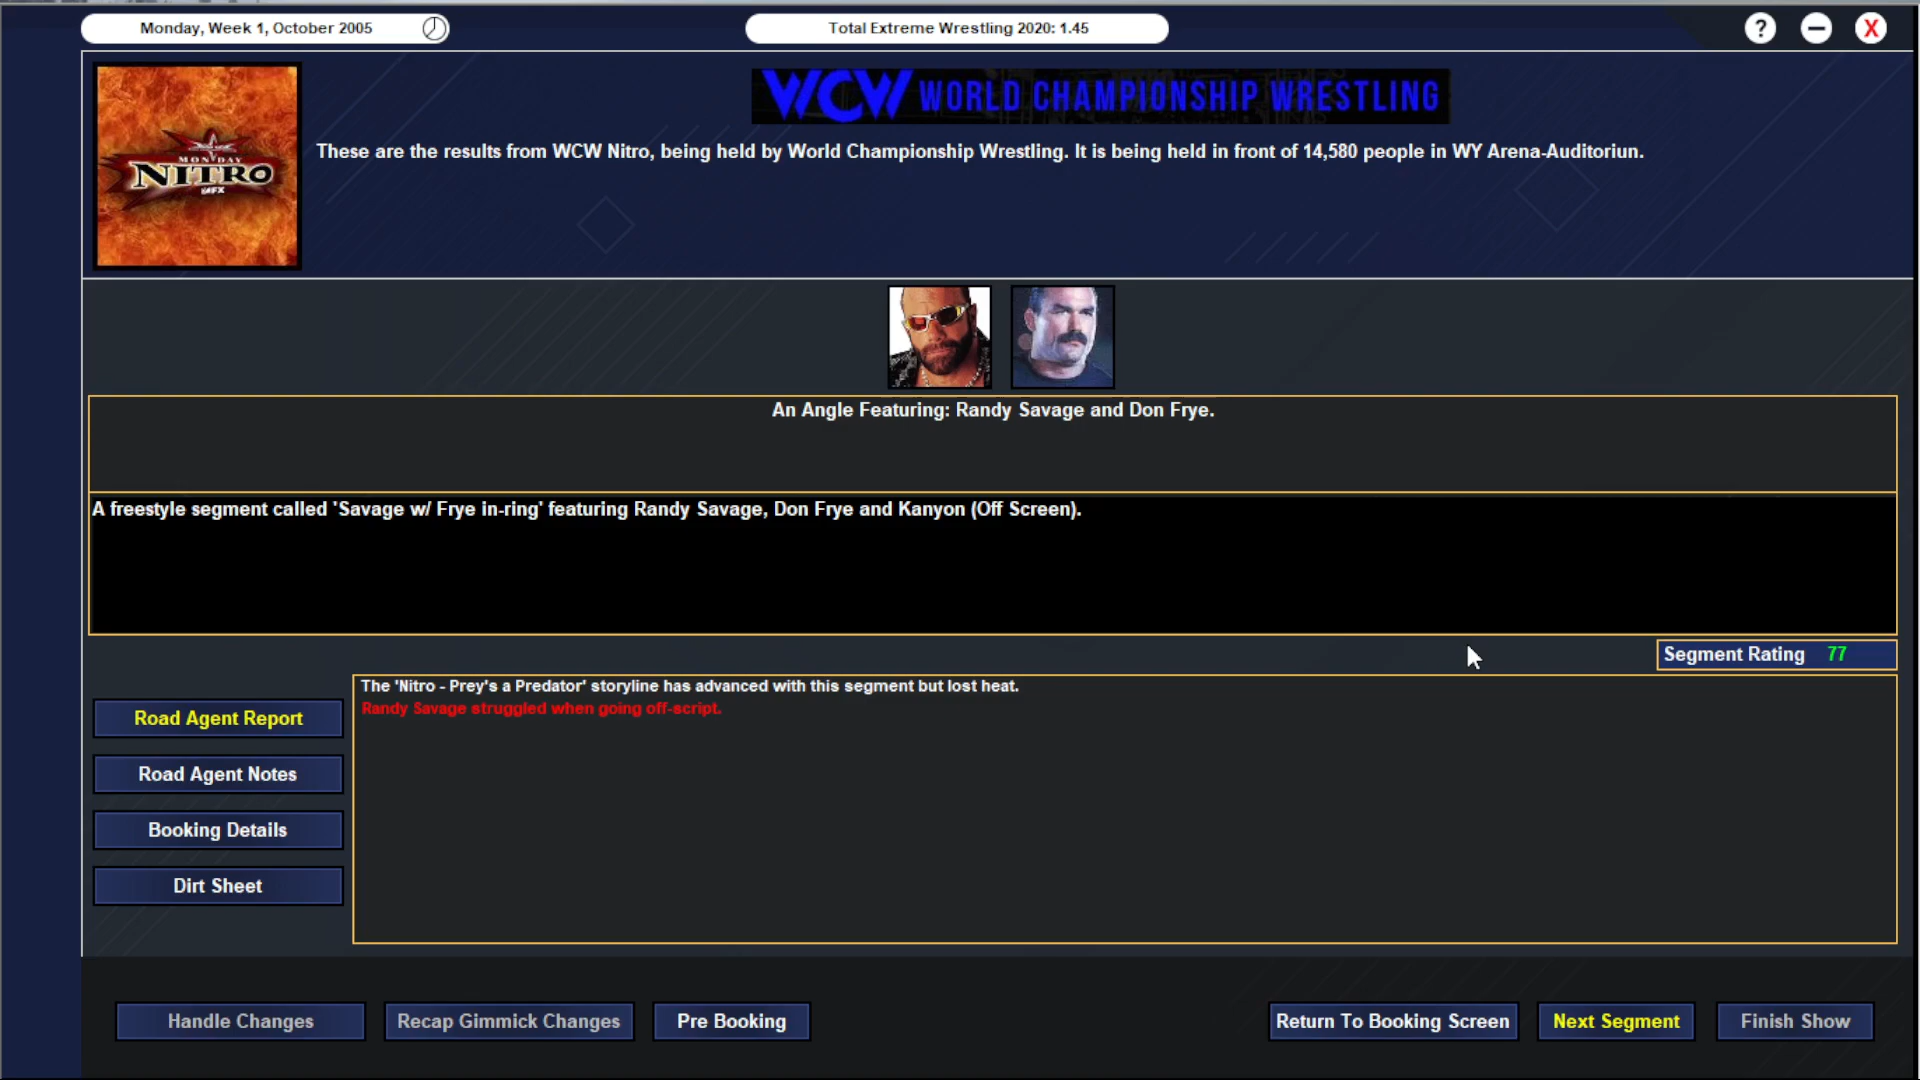 Monday, Week 1, October 2005
Total Extreme Wrestling 2020: 1.45
?
X
WCW WORLD CHAMPIONSHIP WRESTLING
MONDAY
NITRO
These are the results from WCW Nitro, being held by World Championship Wrestling. It is being held in front of 14,580 people in WY Arena-Auditoriun.
An Angle Featuring: Randy Savage and Don Frye.
A freestyle segment called 'Savage w/ Frye in-ring' featuring Randy Savage, Don Frye and Kanyon (Off Screen).
Segment Rating 77
The 'Nitro - Prey's a Predator' storyline has advanced with this segment but lost heat.
Randy Savage struggled when going off-script.
Road Agent Report
Road Agent Notes
Booking Details
Dirt Sheet
Handle Changes
Recap Gimmick Changes
Pre Booking
Return To Booking Screen
Next Segment
Finish Show